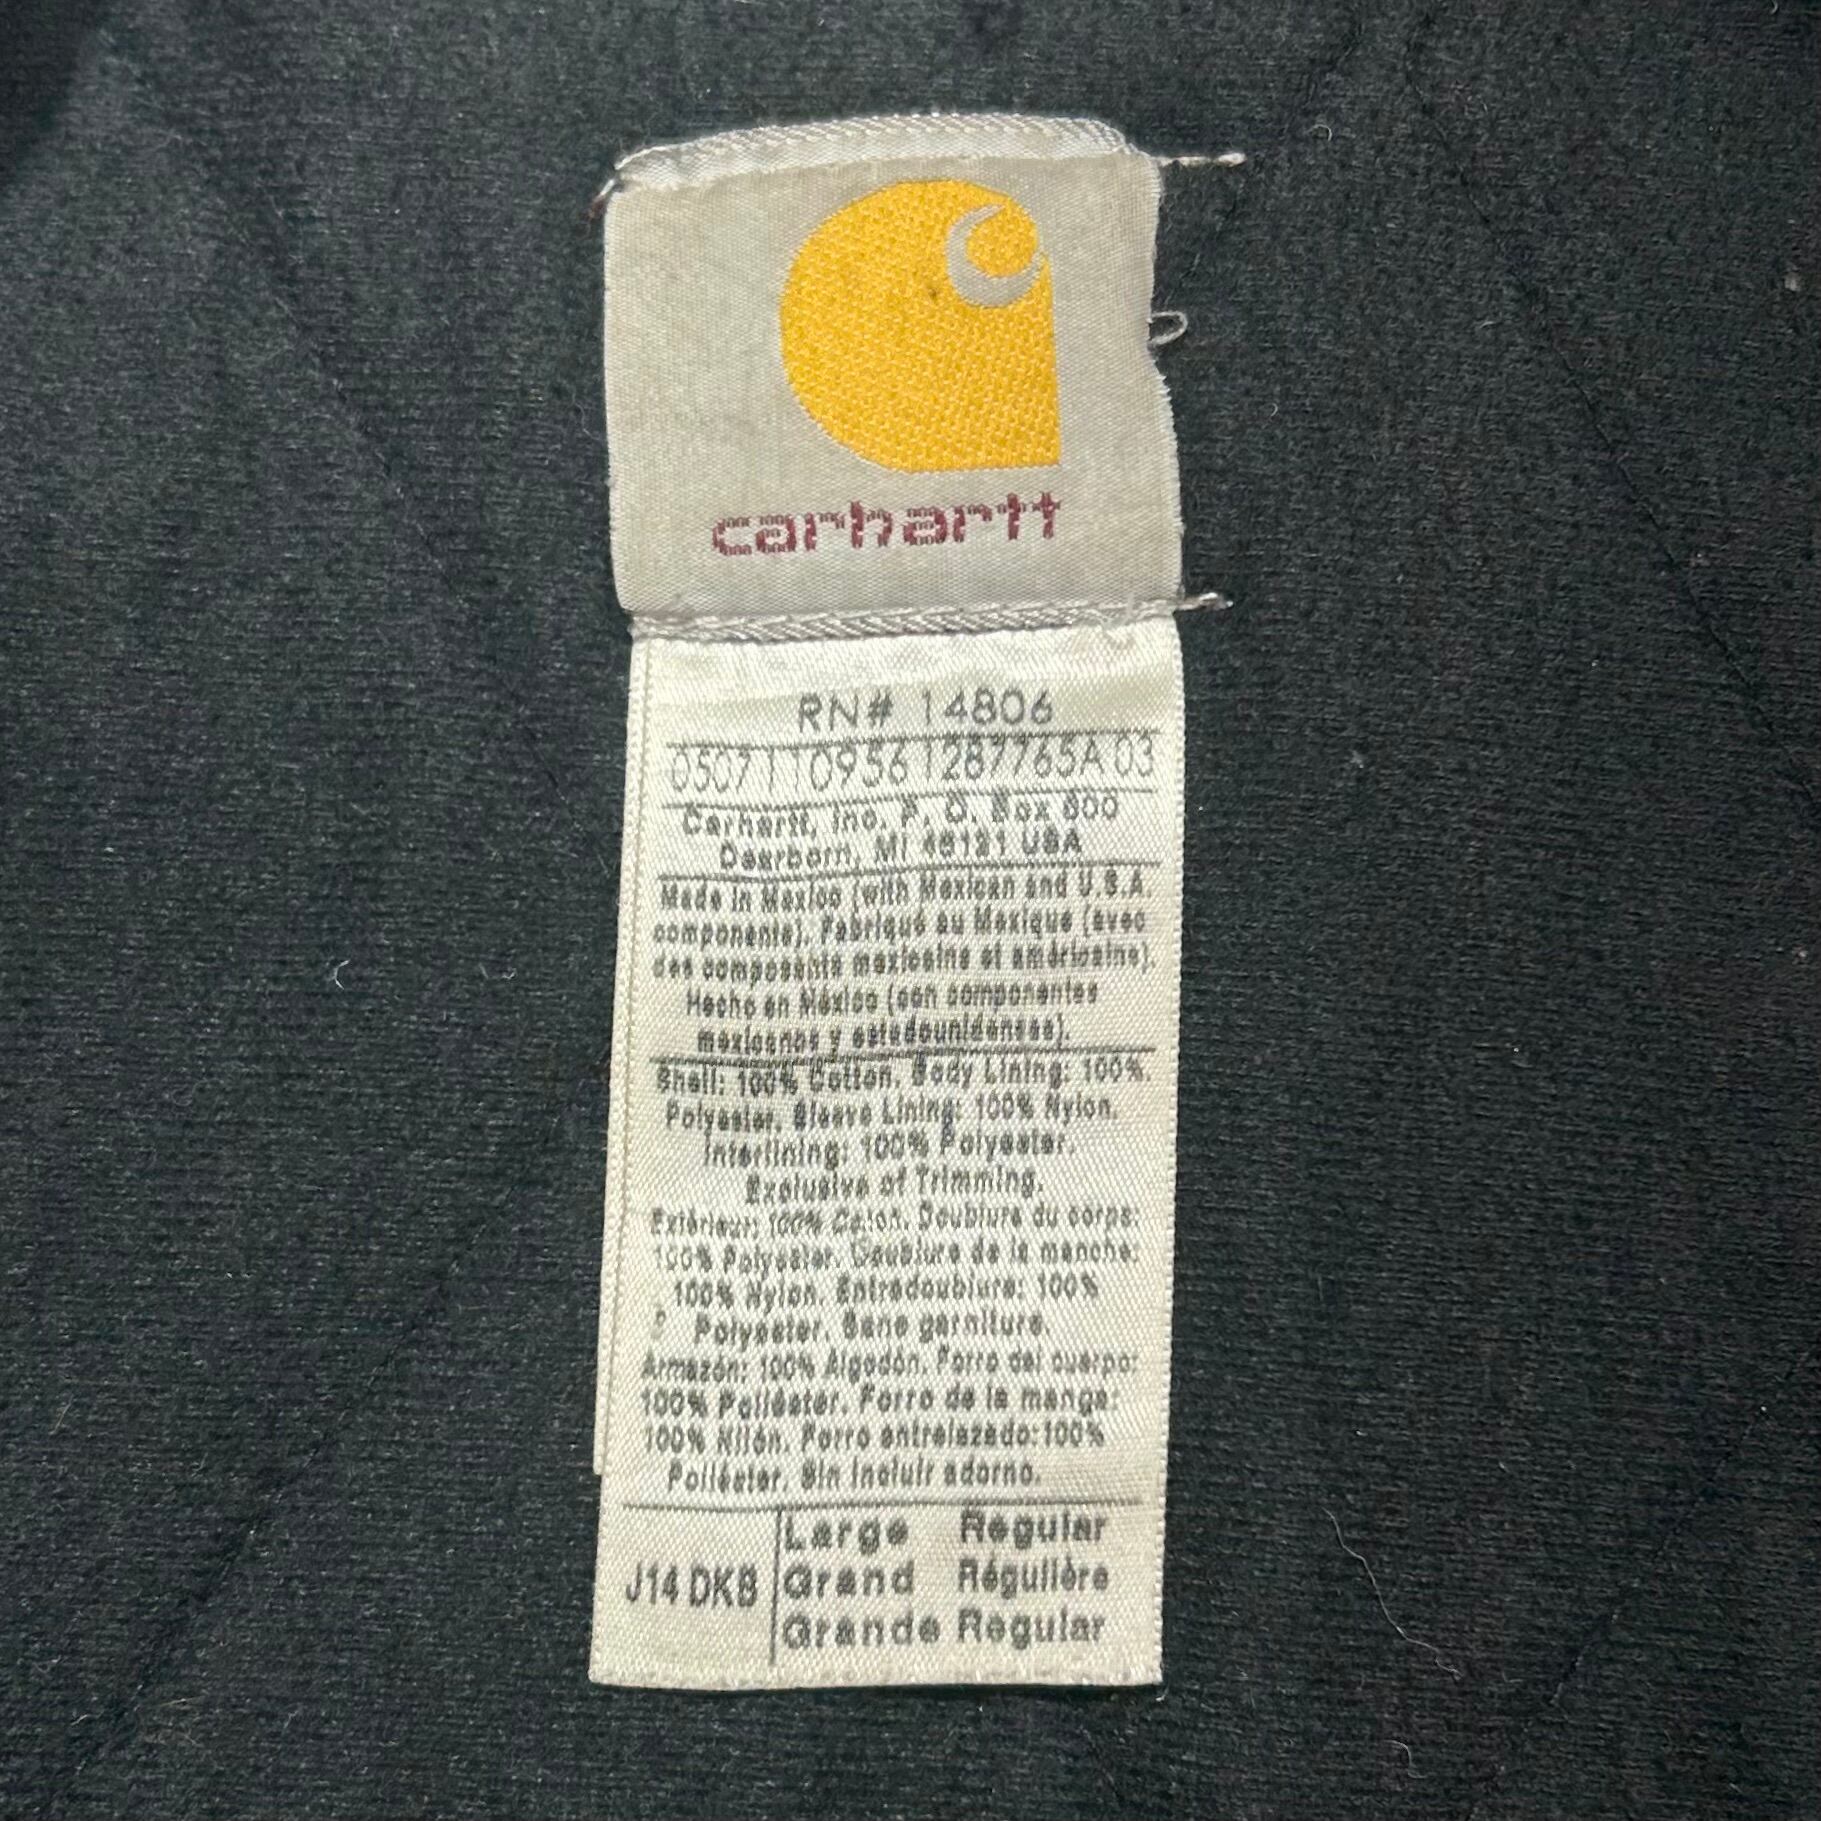 carhartt
RN# 14806
05071109561287765A 03
Carhartt, Inc. P. O. Box 600
Dearborn, MI 48121 USA
Made in Mexico (with Mexican and U.S.A.
components). Fabriqué au Mexique (avec
des composants mexicains et américains).
Hecho en México (con componentes
mexicanos y estadounidenses).
Shell: 100% Cotton. Body Lining: 100%
Polyester. Sleeve Lining: 100% Nylon.
Interlining: 100% Polyester.
Exclusive of Trimming.
Extérieur: 100% Coton. Doublure du corps:
100% Polyester. Doublure de la manche:
100% Nylon. Entredoublure: 100%
Polyester. Sans garniture.
Armazón: 100% Algodón. Forro del cuerpo:
100% Poliéster. Forro de la manga:
100% Nilón. Forro entrelazado:100%
Poliéster. Sin incluir adorno.
J14 DKB
Large Regular
Grand Régulière
Grande Regular